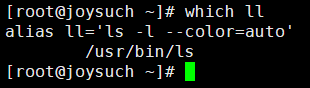 [root@joysuch ~]# which ll
alias ll='ls -l --color=auto'
        /usr/bin/ls
[root@joysuch ~]#